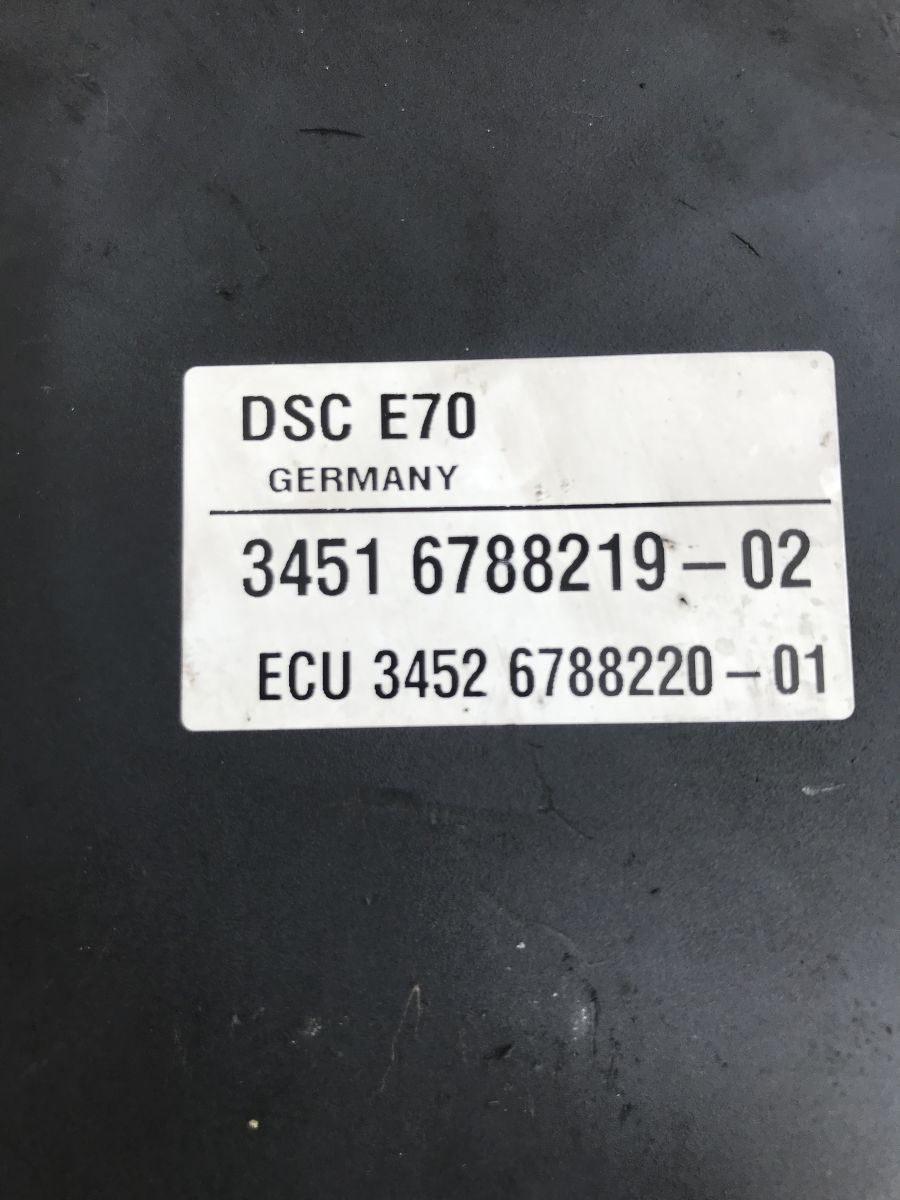 DSC E70
GERMANY
3451 6788219-02
ECU 3452 6788220-01